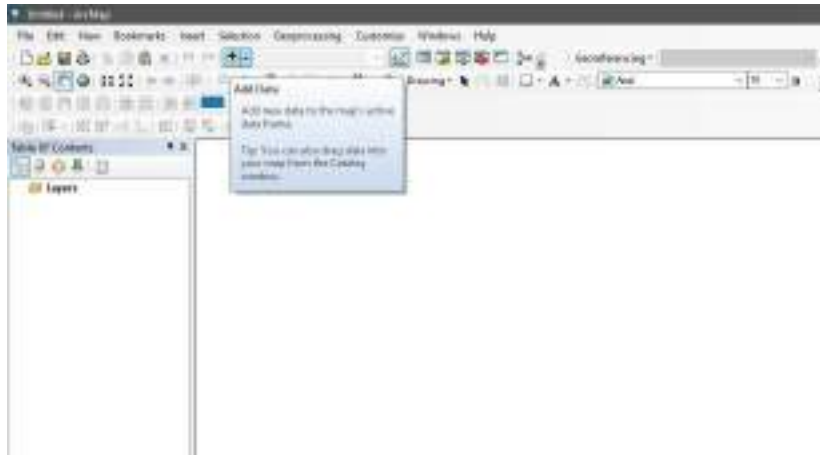 Untitled - ArcMap
File Edit View Bookmarks Insert Selection Geoprocessing Customize Windows Help
Georeferencing
Drawing A Arial 10 B
Add Data
Add new data to the map's active
data frame.
Tip: You can also drag data into
your map from the Catalog
window.
Table Of Contents
Layers